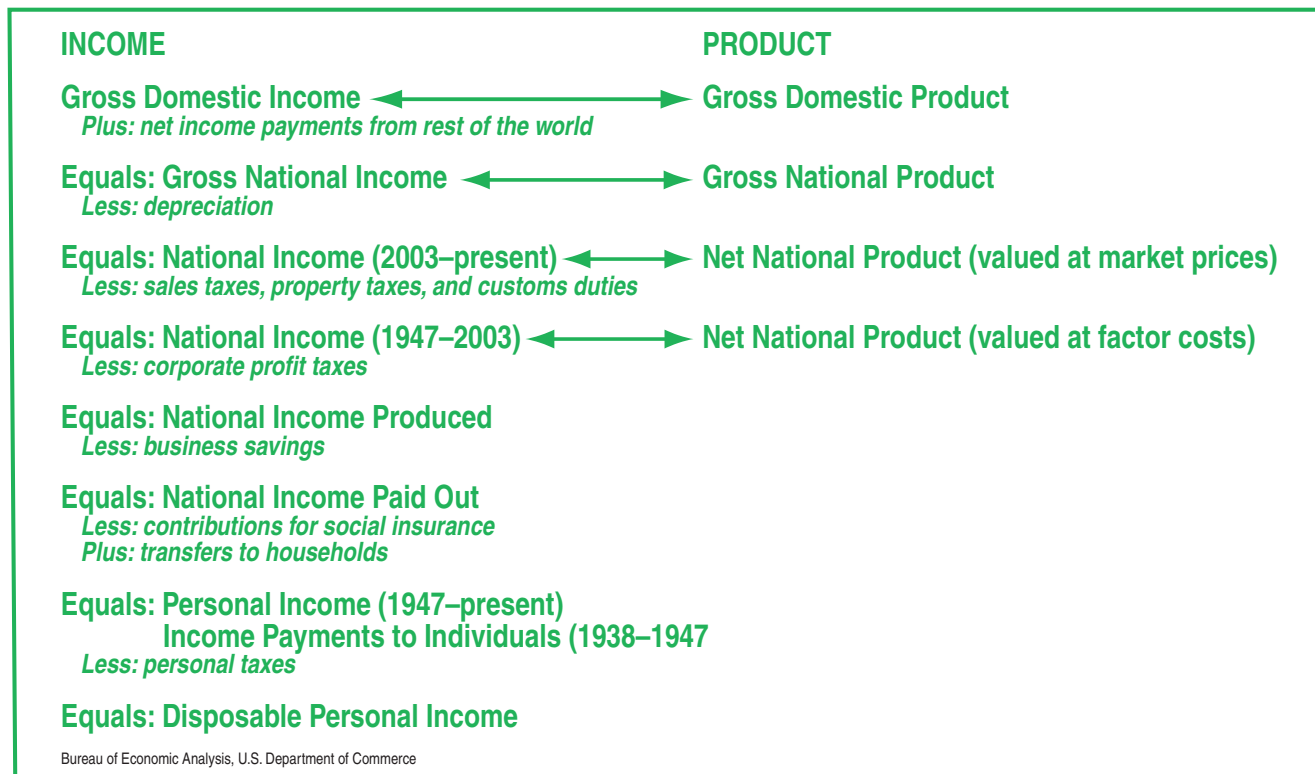 INCOME PRODUCT
Gross Domestic Income Gross Domestic Product
Plus: net income payments from rest of the world
Equals: Gross National Income Gross National Product
Less: depreciation
Equals: National Income (2003–present) Net National Product (valued at market prices)
Less: sales taxes, property taxes, and customs duties
Equals: National Income (1947–2003) Net National Product (valued at factor costs)
Less: corporate profit taxes
Equals: National Income Produced
Less: business savings
Equals: National Income Paid Out
Less: contributions for social insurance
Plus: transfers to households
Equals: Personal Income (1947–present)
Income Payments to Individuals (1938–1947
Less: personal taxes
Equals: Disposable Personal Income
Bureau of Economic Analysis, U.S. Department of Commerce